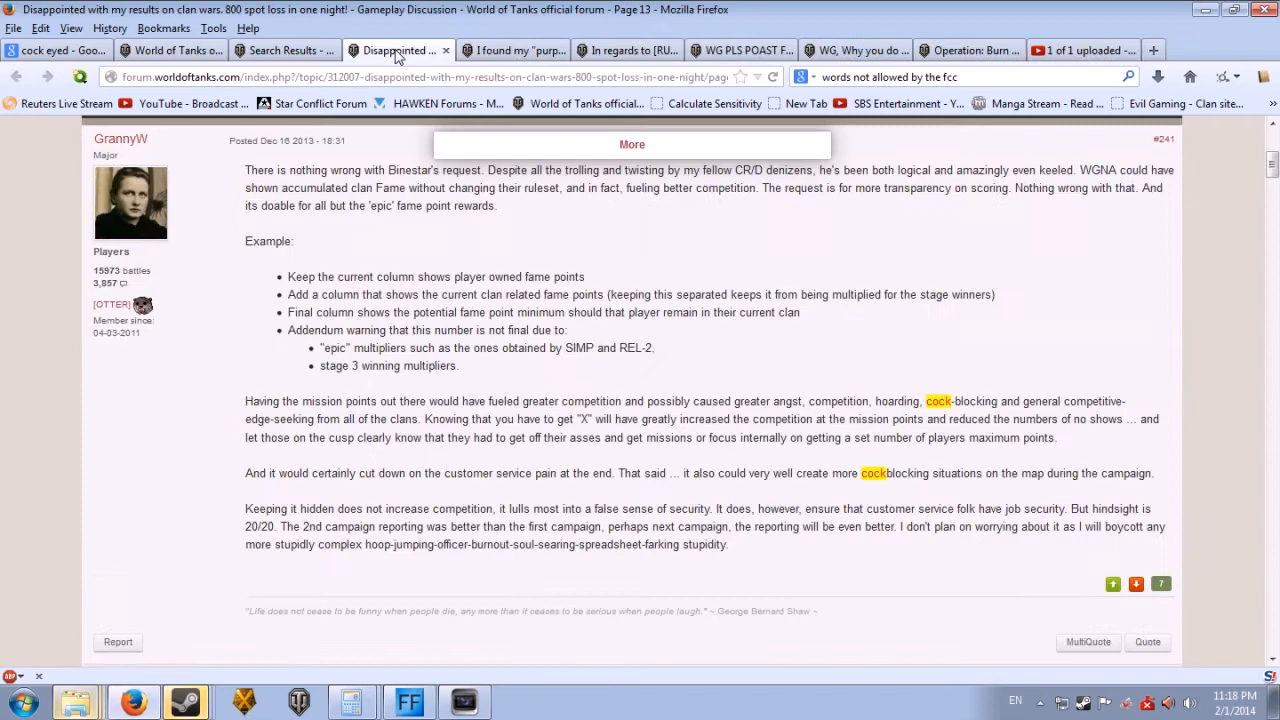 Disappointed with my results on clan wars. 800 spot loss in one night! - Gameplay Discussion - World of Tanks official forum - Page 13 - Mozilla Firefox
File Edit View History Bookmarks Tools Help
cock eyed - Goo... World of Tanks o... Search Results - ... Disappointed ... I found my "purp... In regards to [RU... WG PLS POAST F... WG, Why you do ... Operation: Burn ... 1 of 1 uploaded -...
forum.worldoftanks.com/index.php?/topic/312007-disappointed-with-my-results-on-clan-wars-800-spot-loss-in-one-night/page words not allowed by the fcc
Reuters Live Stream YouTube - Broadcast ... Star Conflict Forum HAWKEN Forums - M... World of Tanks official... Calculate Sensitivity New Tab SBS Entertainment - Y... Manga Stream - Read ... Evil Gaming - Clan site...
GrannyW Posted Dec 16 2013 - 18:31 More #241
Major
There is nothing wrong with Binestar's request. Despite all the trolling and twisting by my fellow CR/D denizens, he's been both logical and amazingly even keeled. WGNA could have
shown accumulated clan Fame without changing their ruleset, and in fact, fueling better competition. The request is for more transparency on scoring. Nothing wrong with that. And
its doable for all but the 'epic' fame point rewards.
Example:
Players
15973 battles
3,857
[OTTER]
Member since:
04-03-2011
Keep the current column shows player owned fame points
Add a column that shows the current clan related fame points (keeping this separated keeps it from being multiplied for the stage winners)
Final column shows the potential fame point minimum should that player remain in their current clan
Addendum warning that this number is not final due to:
"epic" multipliers such as the ones obtained by SIMP and REL-2,
stage 3 winning multipliers.
Having the mission points out there would have fueled greater competition and possibly caused greater angst, competition, hoarding, cock-blocking and general competitive-
edge-seeking from all of the clans. Knowing that you have to get "X" will have greatly increased the competition at the mission points and reduced the numbers of no shows ... and
let those on the cusp clearly know that they had to get off their asses and get missions or focus internally on getting a set number of players maximum points.
And it would certainly cut down on the customer service pain at the end. That said ... it also could very well create more cockblocking situations on the map during the campaign.
Keeping it hidden does not increase competition, it lulls most into a false sense of security. It does, however, ensure that customer service folk have job security. But hindsight is
20/20. The 2nd campaign reporting was better than the first campaign, perhaps next campaign, the reporting will be even better. I don't plan on worrying about it as I will boycott any
more stupidly complex hoop-jumping-officer-burnout-soul-searing-spreadsheet-farking stupidity.
7
"Life does not cease to be funny when people die, any more than it ceases to be serious when people laugh." ~ George Bernard Shaw ~
Report MultiQuote Quote
ABP
FF EN 11:18 PM
2/1/2014